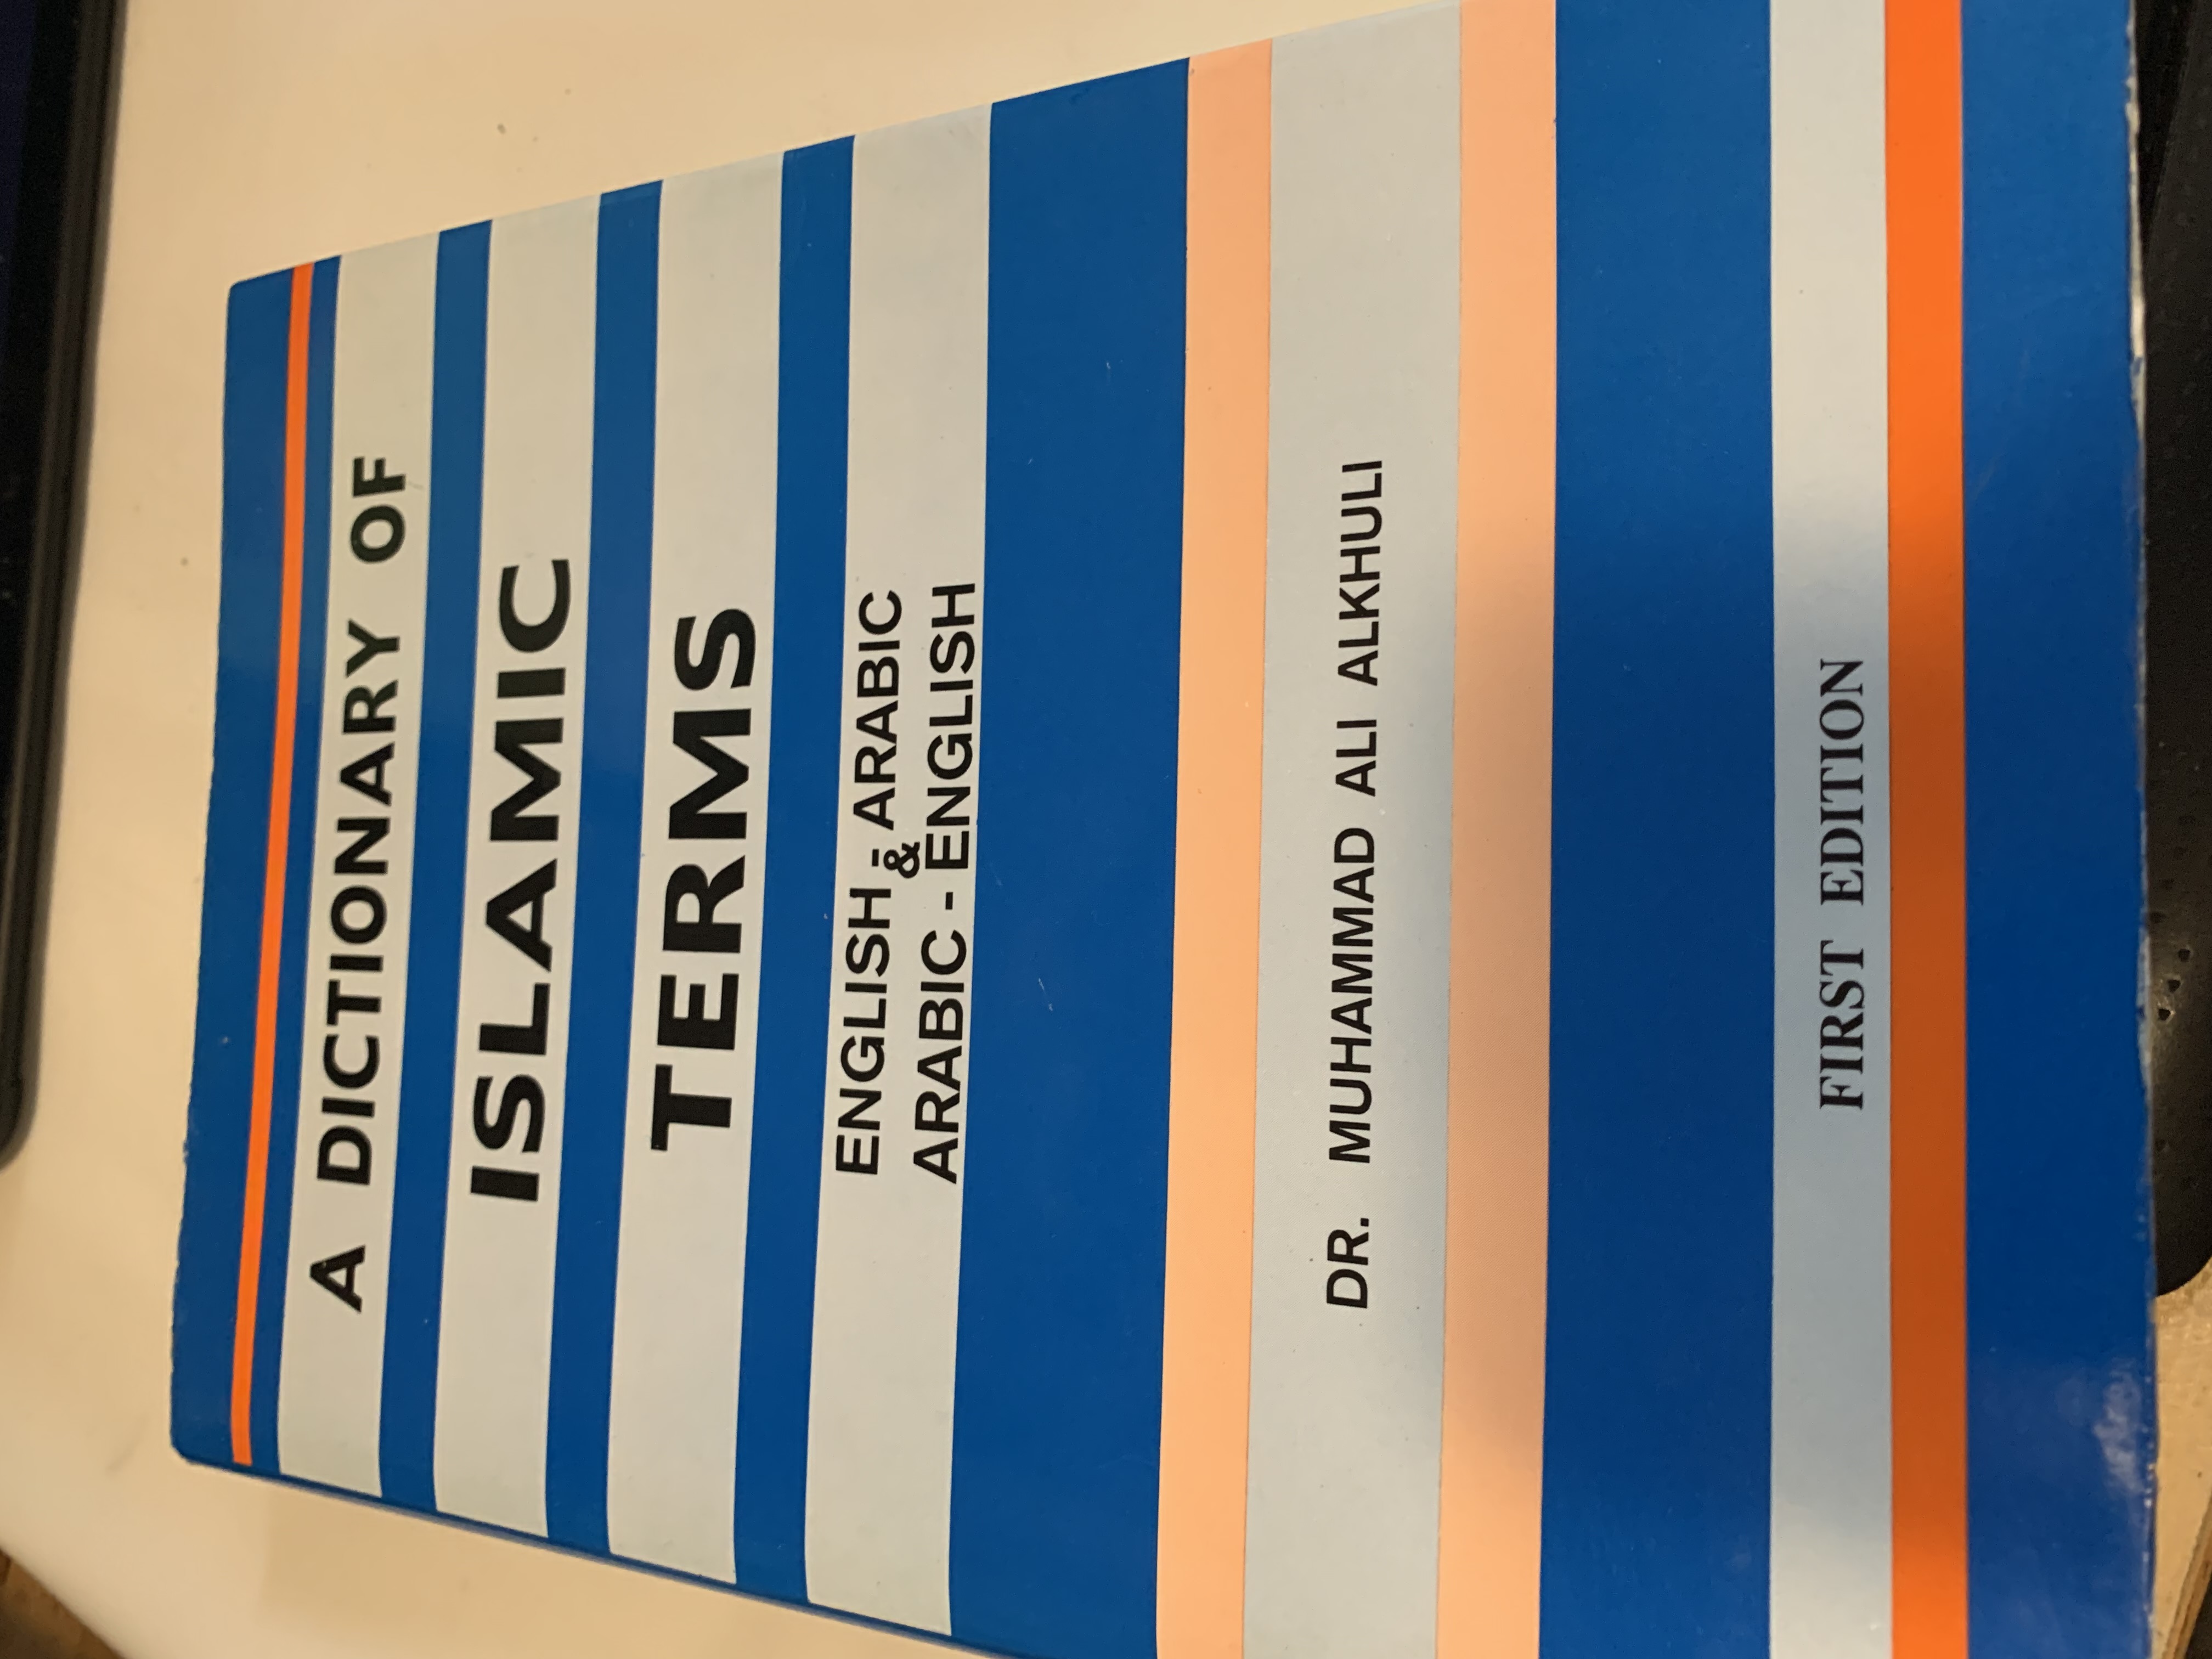 A DICTIONARY OF
ISLAMIC
TERMS
ENGLISH - ARABIC
&
ARABIC - ENGLISH
DR. MUHAMMAD ALI ALKHULI
FIRST EDITION